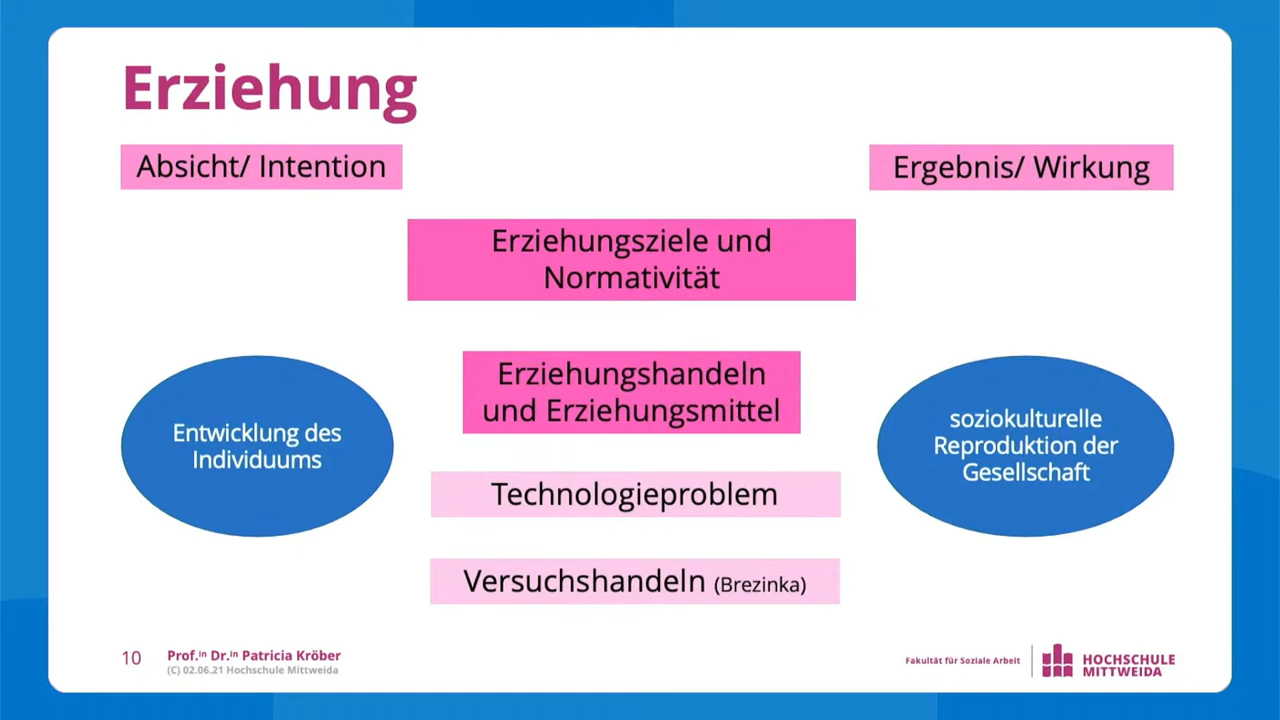 Erziehung
Absicht/ Intention
Ergebnis/ Wirkung
Erziehungsziele und
Normativität
Erziehungshandeln
und Erziehungsmittel
Entwicklung des
Individuums
soziokulturelle
Reproduktion der
Gesellschaft
Technologieproblem
Versuchshandeln (Brezinka)
10
Prof.in Dr.in Patricia Kröber
(C) 02.06.21 Hochschule Mittweida
Fakultät für Soziale Arbeit
HOCHSCHULE
MITTWEIDA